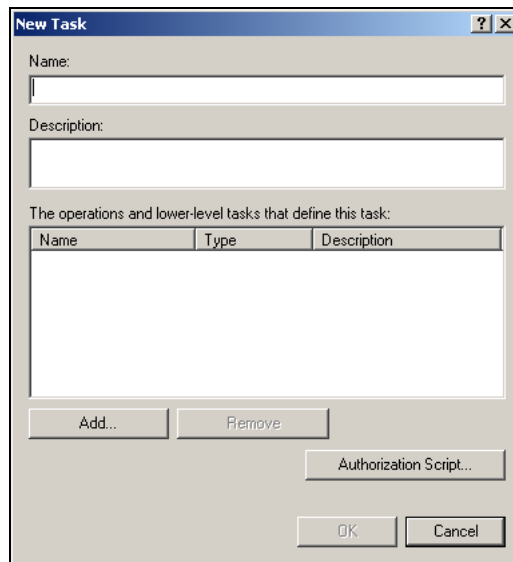 New Task
Name:
Description:
The operations and lower-level tasks that define this task:
Name Type Description
Add... Remove
Authorization Script...
OK Cancel